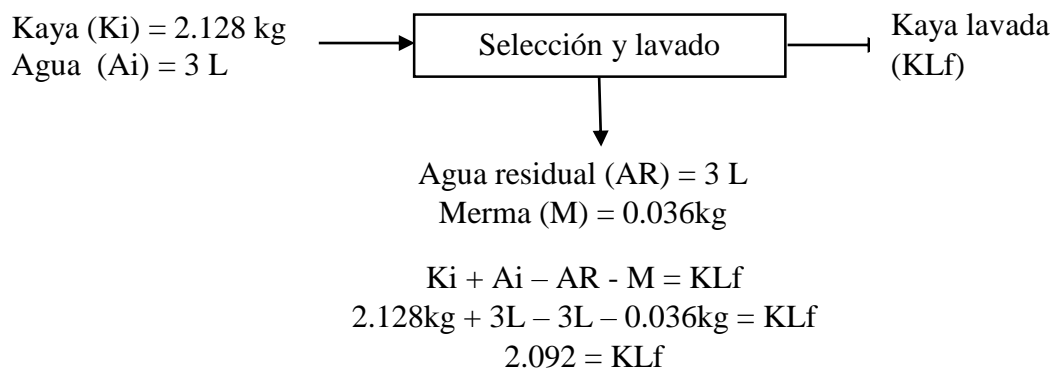 Kaya (Ki) = 2.128 kg
Agua (Ai) = 3 L
Selección y lavado
Kaya lavada
(KLf)
Agua residual (AR) = 3 L
Merma (M) = 0.036kg
Ki + Ai – AR - M = KLf
2.128kg + 3L – 3L – 0.036kg = KLf
2.092 = KLf